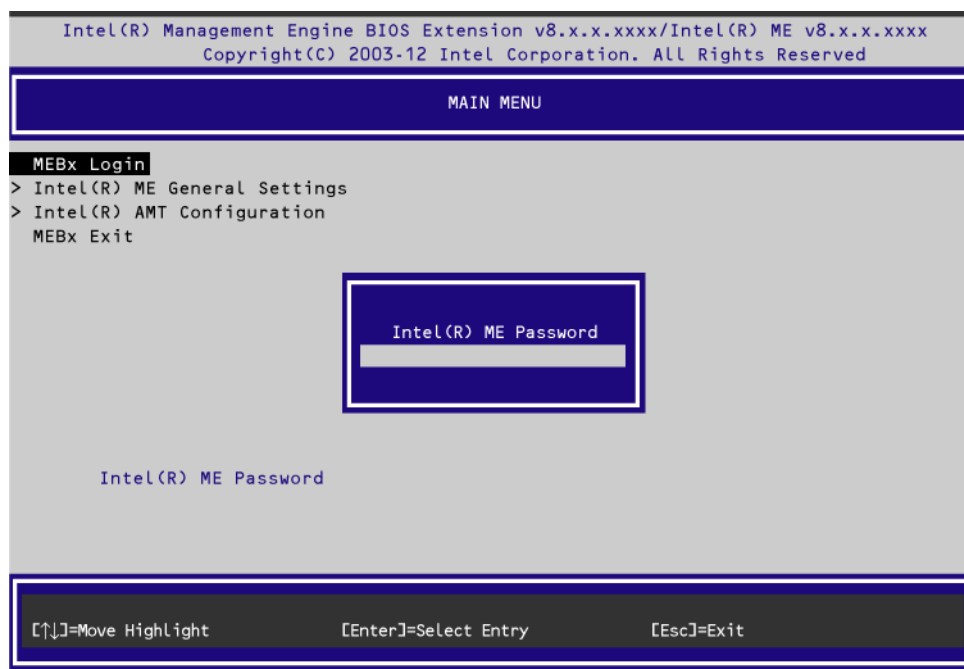 Intel(R) Management Engine BIOS Extension v8.x.x.xxxx/Intel(R) ME v8.x.x.xxxx
Copyright(C) 2003-12 Intel Corporation. All Rights Reserved
MAIN MENU
MEBx Login
> Intel(R) ME General Settings
> Intel(R) AMT Configuration
MEBx Exit
Intel(R) ME Password
Intel(R) ME Password
[↑↓]=Move Highlight [Enter]=Select Entry [Esc]=Exit